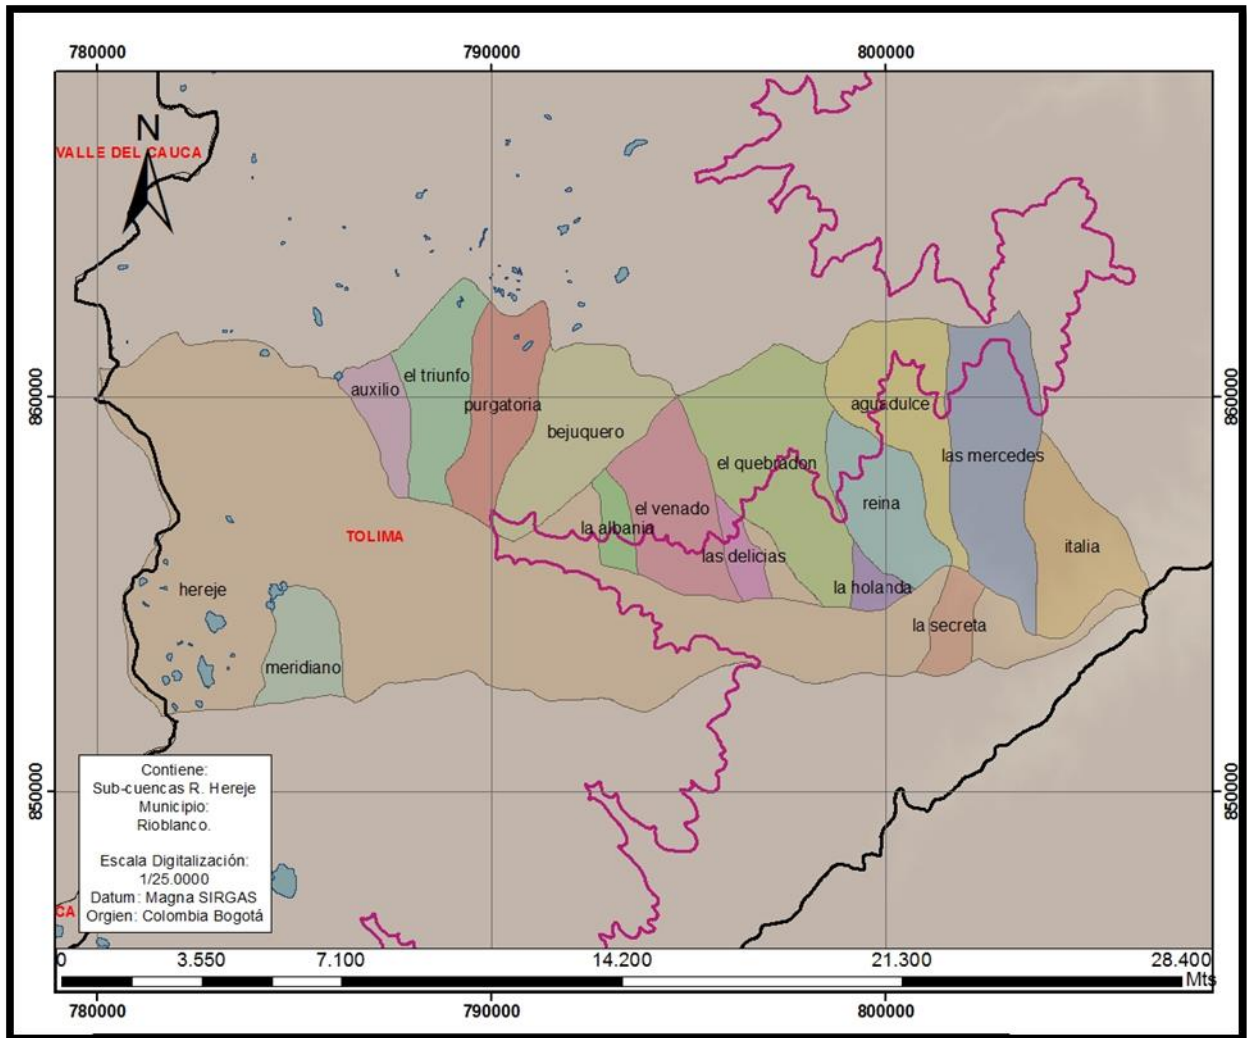 780000 790000 800000
N
VALLE DEL CAUCA
860000 860000
auxilio
el triunfo
purgatoria
bejuquero
aguadulce
las mercedes
el quebradon
reina
el venado
la albania
las delicias
italia
TOLIMA
hereje
la holanda
la secreta
meridiano
850000 850000
Contiene:
Sub-cuencas R. Hereje
Municipio:
Rioblanco.
Escala Digitalización:
1/25.0000
Datum: Magna SIRGAS
Orgien: Colombia Bogotá
CA
0 3.550 7.100 14.200 21.300 28.400
Mts
780000 790000 800000